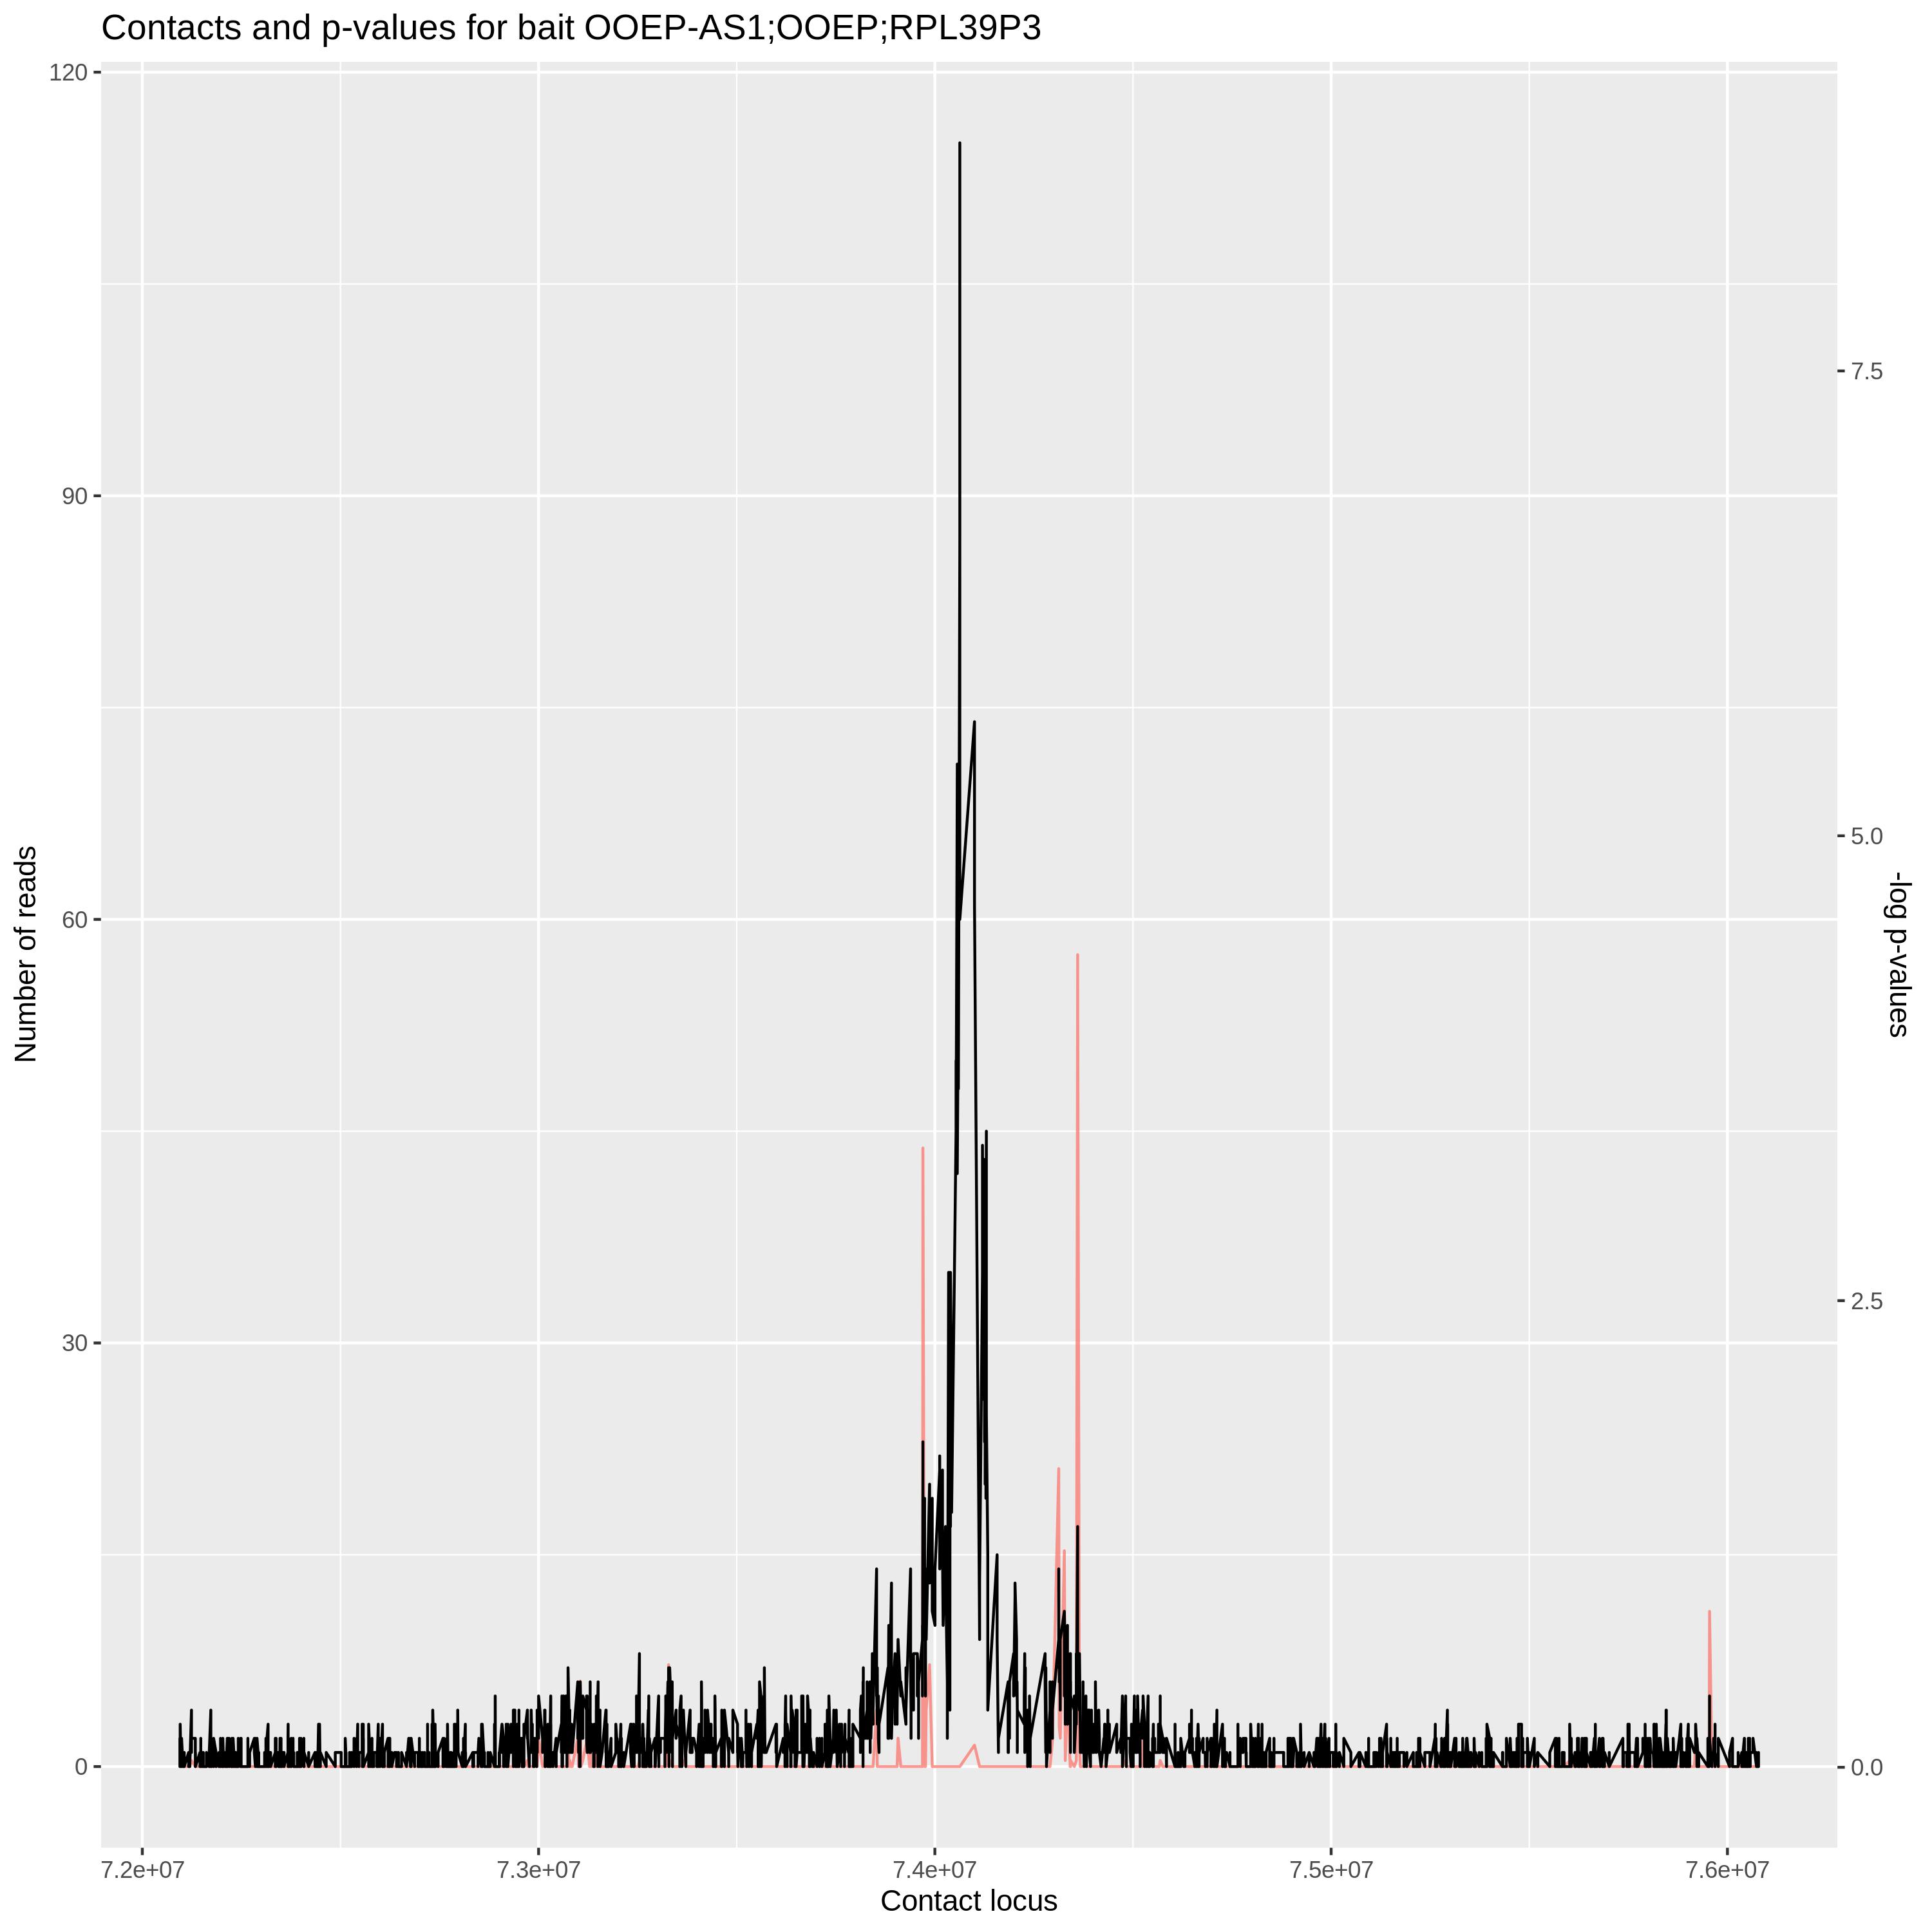 Contacts and p-values for bait OOEP-AS1;OOEP;RPL39P3
120
90
60
30
0
Number of reads
7.5
5.0
2.5
0.0
-log p-values
7.2e+07 7.3e+07 7.4e+07 7.5e+07 7.6e+07
Contact locus